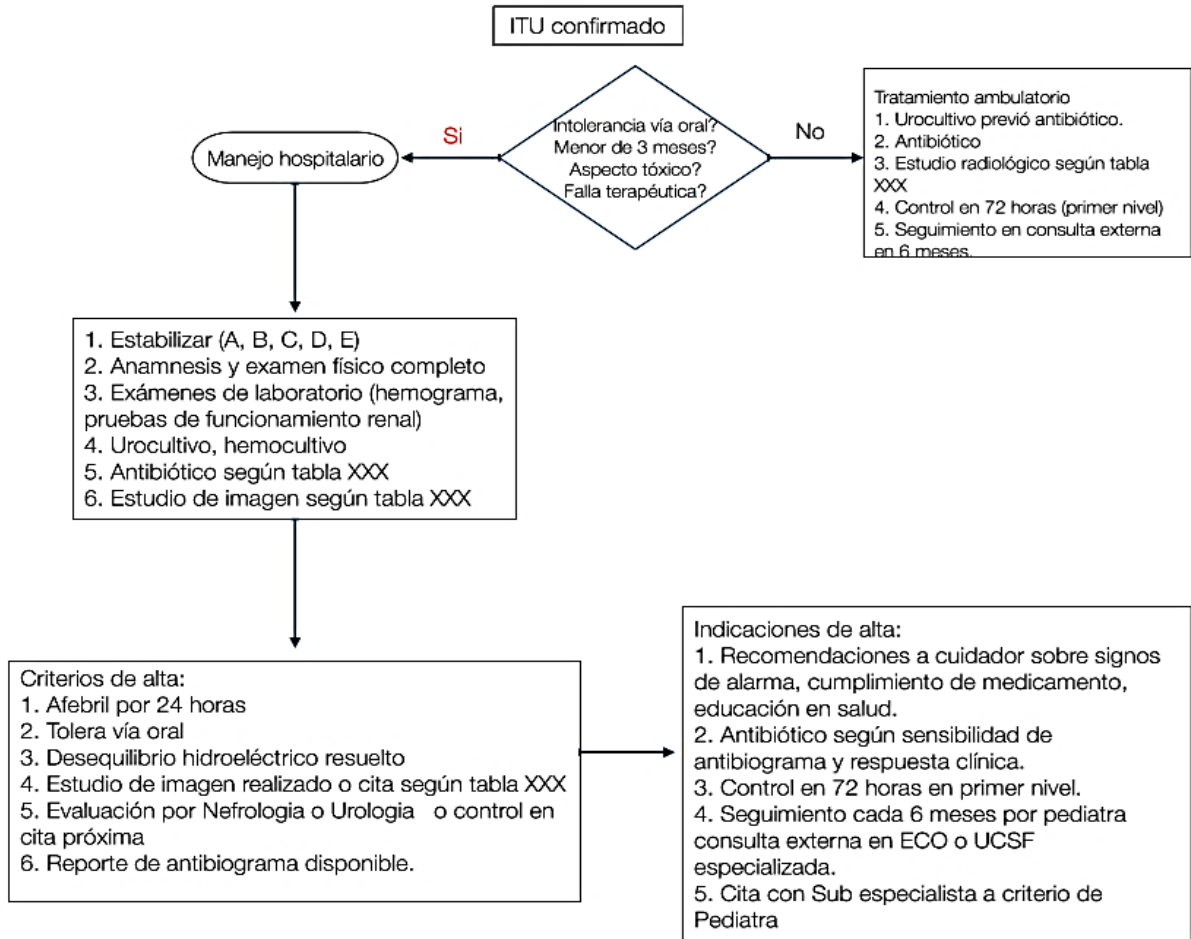 ITU confirmado
Intolerancia vía oral?
Menor de 3 meses?
Aspecto tóxico?
Falla terapéutica?
Si
No
Manejo hospitalario
Tratamiento ambulatorio
1. Urocultivo previó antibiótico.
2. Antibiótico
3. Estudio radiológico según tabla
XXX
4. Control en 72 horas (primer nivel)
5. Seguimiento en consulta externa
en 6 meses.
1. Estabilizar (A, B, C, D, E)
2. Anamnesis y examen físico completo
3. Exámenes de laboratorio (hemograma,
pruebas de funcionamiento renal)
4. Urocultivo, hemocultivo
5. Antibiótico según tabla XXX
6. Estudio de imagen según tabla XXX
Criterios de alta:
1. Afebril por 24 horas
2. Tolera vía oral
3. Desequilibrio hidroeléctrico resuelto
4. Estudio de imagen realizado o cita según tabla XXX
5. Evaluación por Nefrologia o Urologia o control en
cita próxima
6. Reporte de antibiograma disponible.
Indicaciones de alta:
1. Recomendaciones a cuidador sobre signos
de alarma, cumplimiento de medicamento,
educación en salud.
2. Antibiótico según sensibilidad de
antibiograma y respuesta clínica.
3. Control en 72 horas en primer nivel.
4. Seguimiento cada 6 meses por pediatra
consulta externa en ECO o UCSF
especializada.
5. Cita con Sub especialista a criterio de
Pediatra